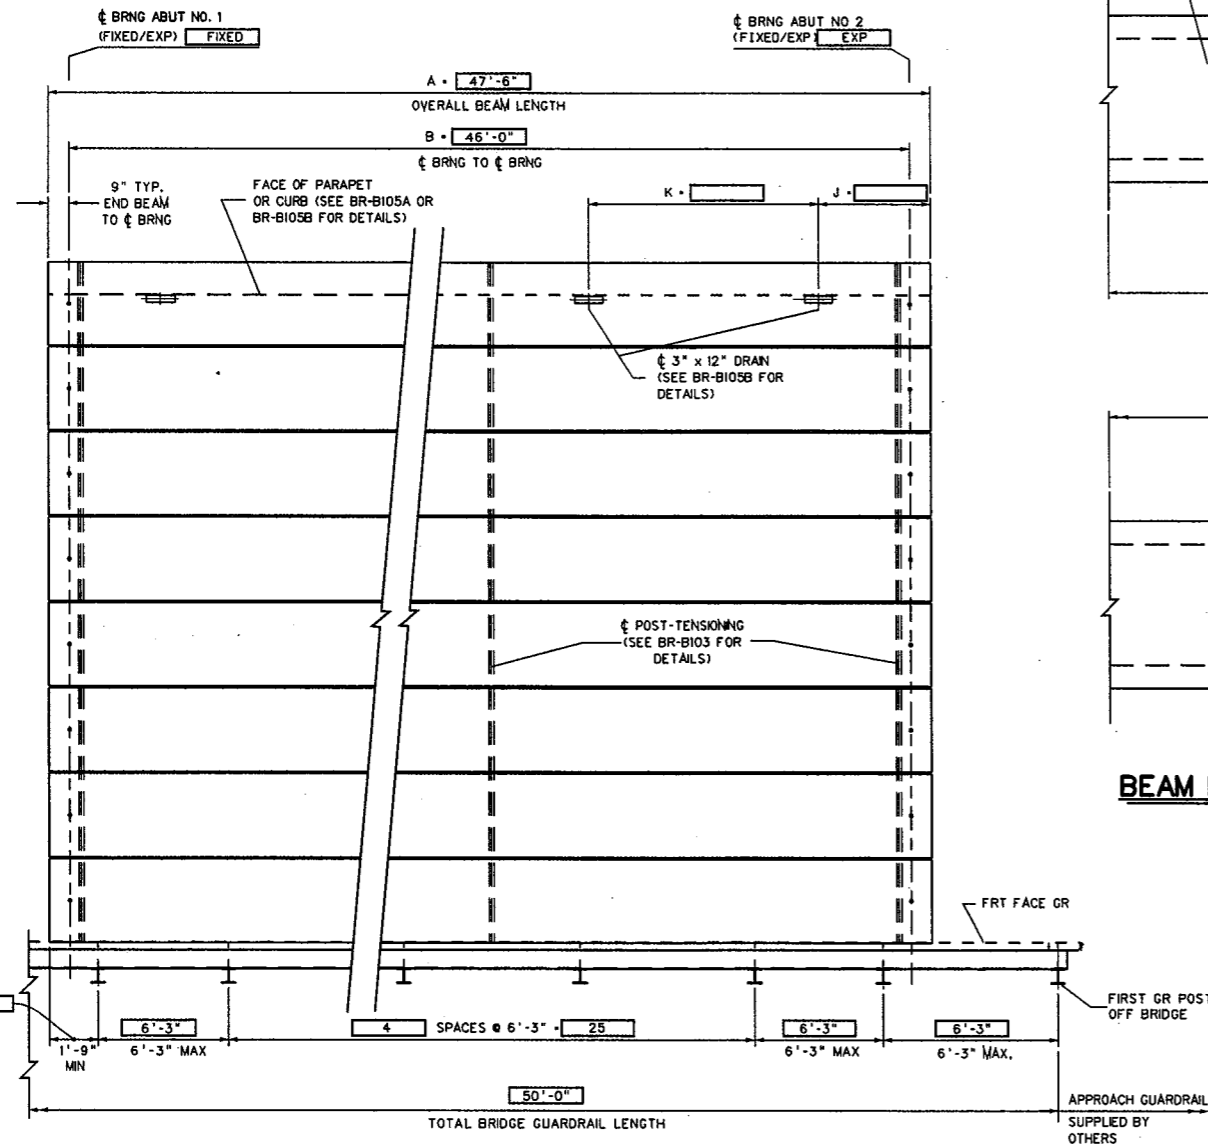 ℄ BRNG ABUT NO. 1
(FIXED/EXP) FIXED
℄ BRNG ABUT NO 2
(FIXED/EXP) EXP
A = 47'-6"
OVERALL BEAM LENGTH
B = 46'-0"
℄ BRNG TO ℄ BRNG
9" TYP.
END BEAM
TO ℄ BRNG
FACE OF PARAPET
OR CURB (SEE BR-B105A OR
BR-B105B FOR DETAILS)
K =
J =
℄ 3" x 12" DRAIN
(SEE BR-B105B FOR
DETAILS)
℄ POST-TENSIONING
(SEE BR-B103 FOR
DETAILS)
BEAM
FRT FACE GR
FIRST GR POST
OFF BRIDGE
1'-9"
MIN
6'-3"
6'-3" MAX
4 SPACES @ 6'-3" = 25
6'-3"
6'-3" MAX
6'-3"
6'-3" MAX.
50'-0"
TOTAL BRIDGE GUARDRAIL LENGTH
APPROACH GUARDRAIL
SUPPLIED BY
OTHERS